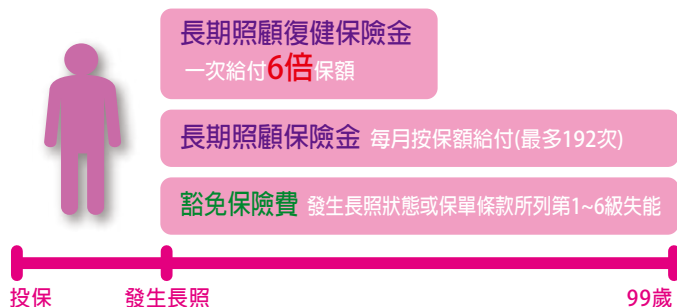 長期照顧復健保險金
一次給付6倍保額
長期照顧保險金 每月按保額給付(最多192次)
豁免保險費 發生長照狀態或保單條款所列第1~6級失能
投保 發生長照 99歲